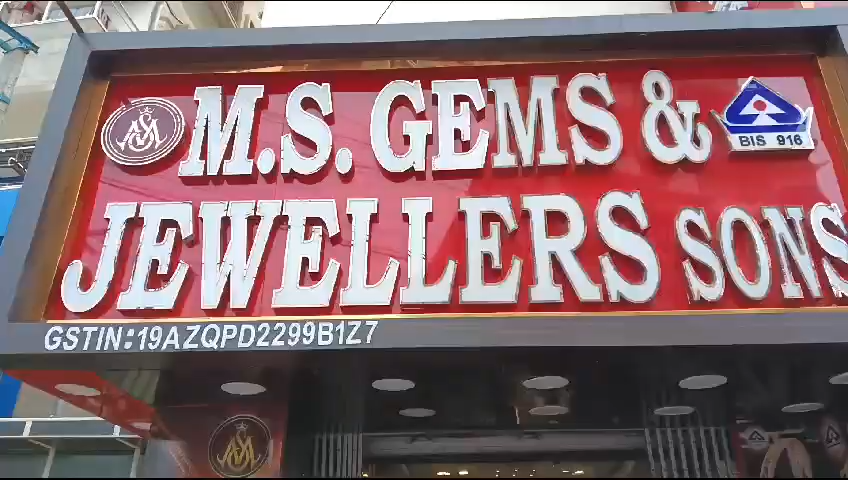 M.S. GEMS &
BIS 916
JEWELLERS SONS
GSTIN:19AZQPD2299B1Z7